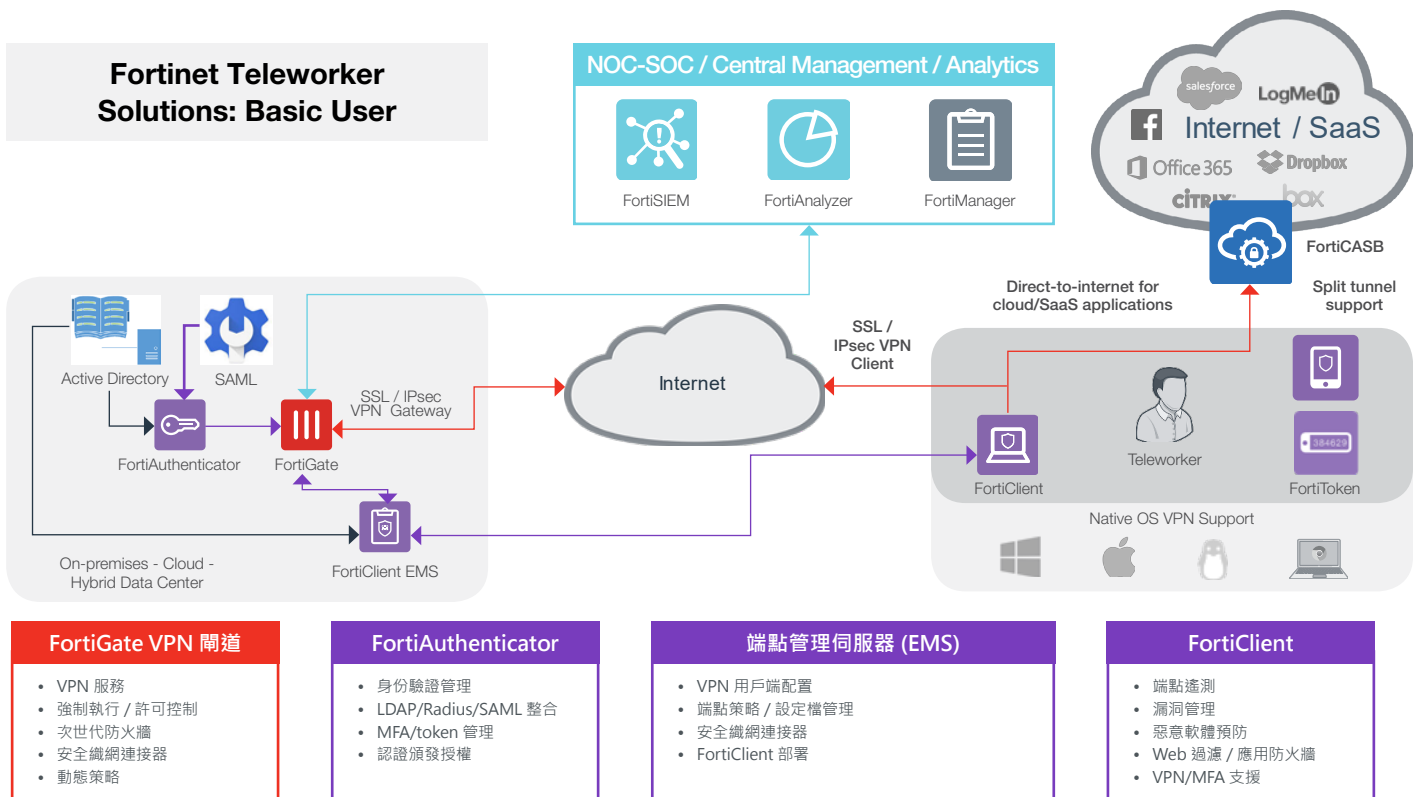 Fortinet Teleworker
Solutions: Basic User
NOC-SOC / Central Management / Analytics
FortiSIEM
FortiAnalyzer
FortiManager
salesforce
LogMeIn
Internet / SaaS
Office 365
Dropbox
CITRIX
box
FortiCASB
Direct-to-internet for
cloud/SaaS applications
Split tunnel
support
Active Directory
SAML
SSL / IPsec
VPN Gateway
FortiAuthenticator
FortiGate
Internet
SSL /
IPsec VPN
Client
FortiClient
Teleworker
384629
FortiToken
On-premises - Cloud -
Hybrid Data Center
FortiClient EMS
Native OS VPN Support
FortiGate VPN 閘道
• VPN 服務
• 強制執行 / 許可控制
• 次世代防火牆
• 安全織網連接器
• 動態策略
FortiAuthenticator
• 身份驗證管理
• LDAP/Radius/SAML 整合
• MFA/token 管理
• 認證頒發授權
端點管理伺服器 (EMS)
• VPN 用戶端配置
• 端點策略 / 設定檔管理
• 安全織網連接器
• FortiClient 部署
FortiClient
• 端點遙測
• 漏洞管理
• 惡意軟體預防
• Web 過濾 / 應用防火牆
• VPN/MFA 支援